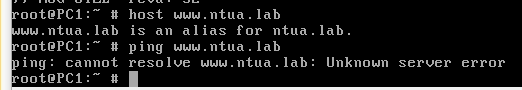 root@PC1:~ # host www.ntua.lab
www.ntua.lab is an alias for ntua.lab.
root@PC1:~ # ping www.ntua.lab
ping: cannot resolve www.ntua.lab: Unknown server error
root@PC1:~ #